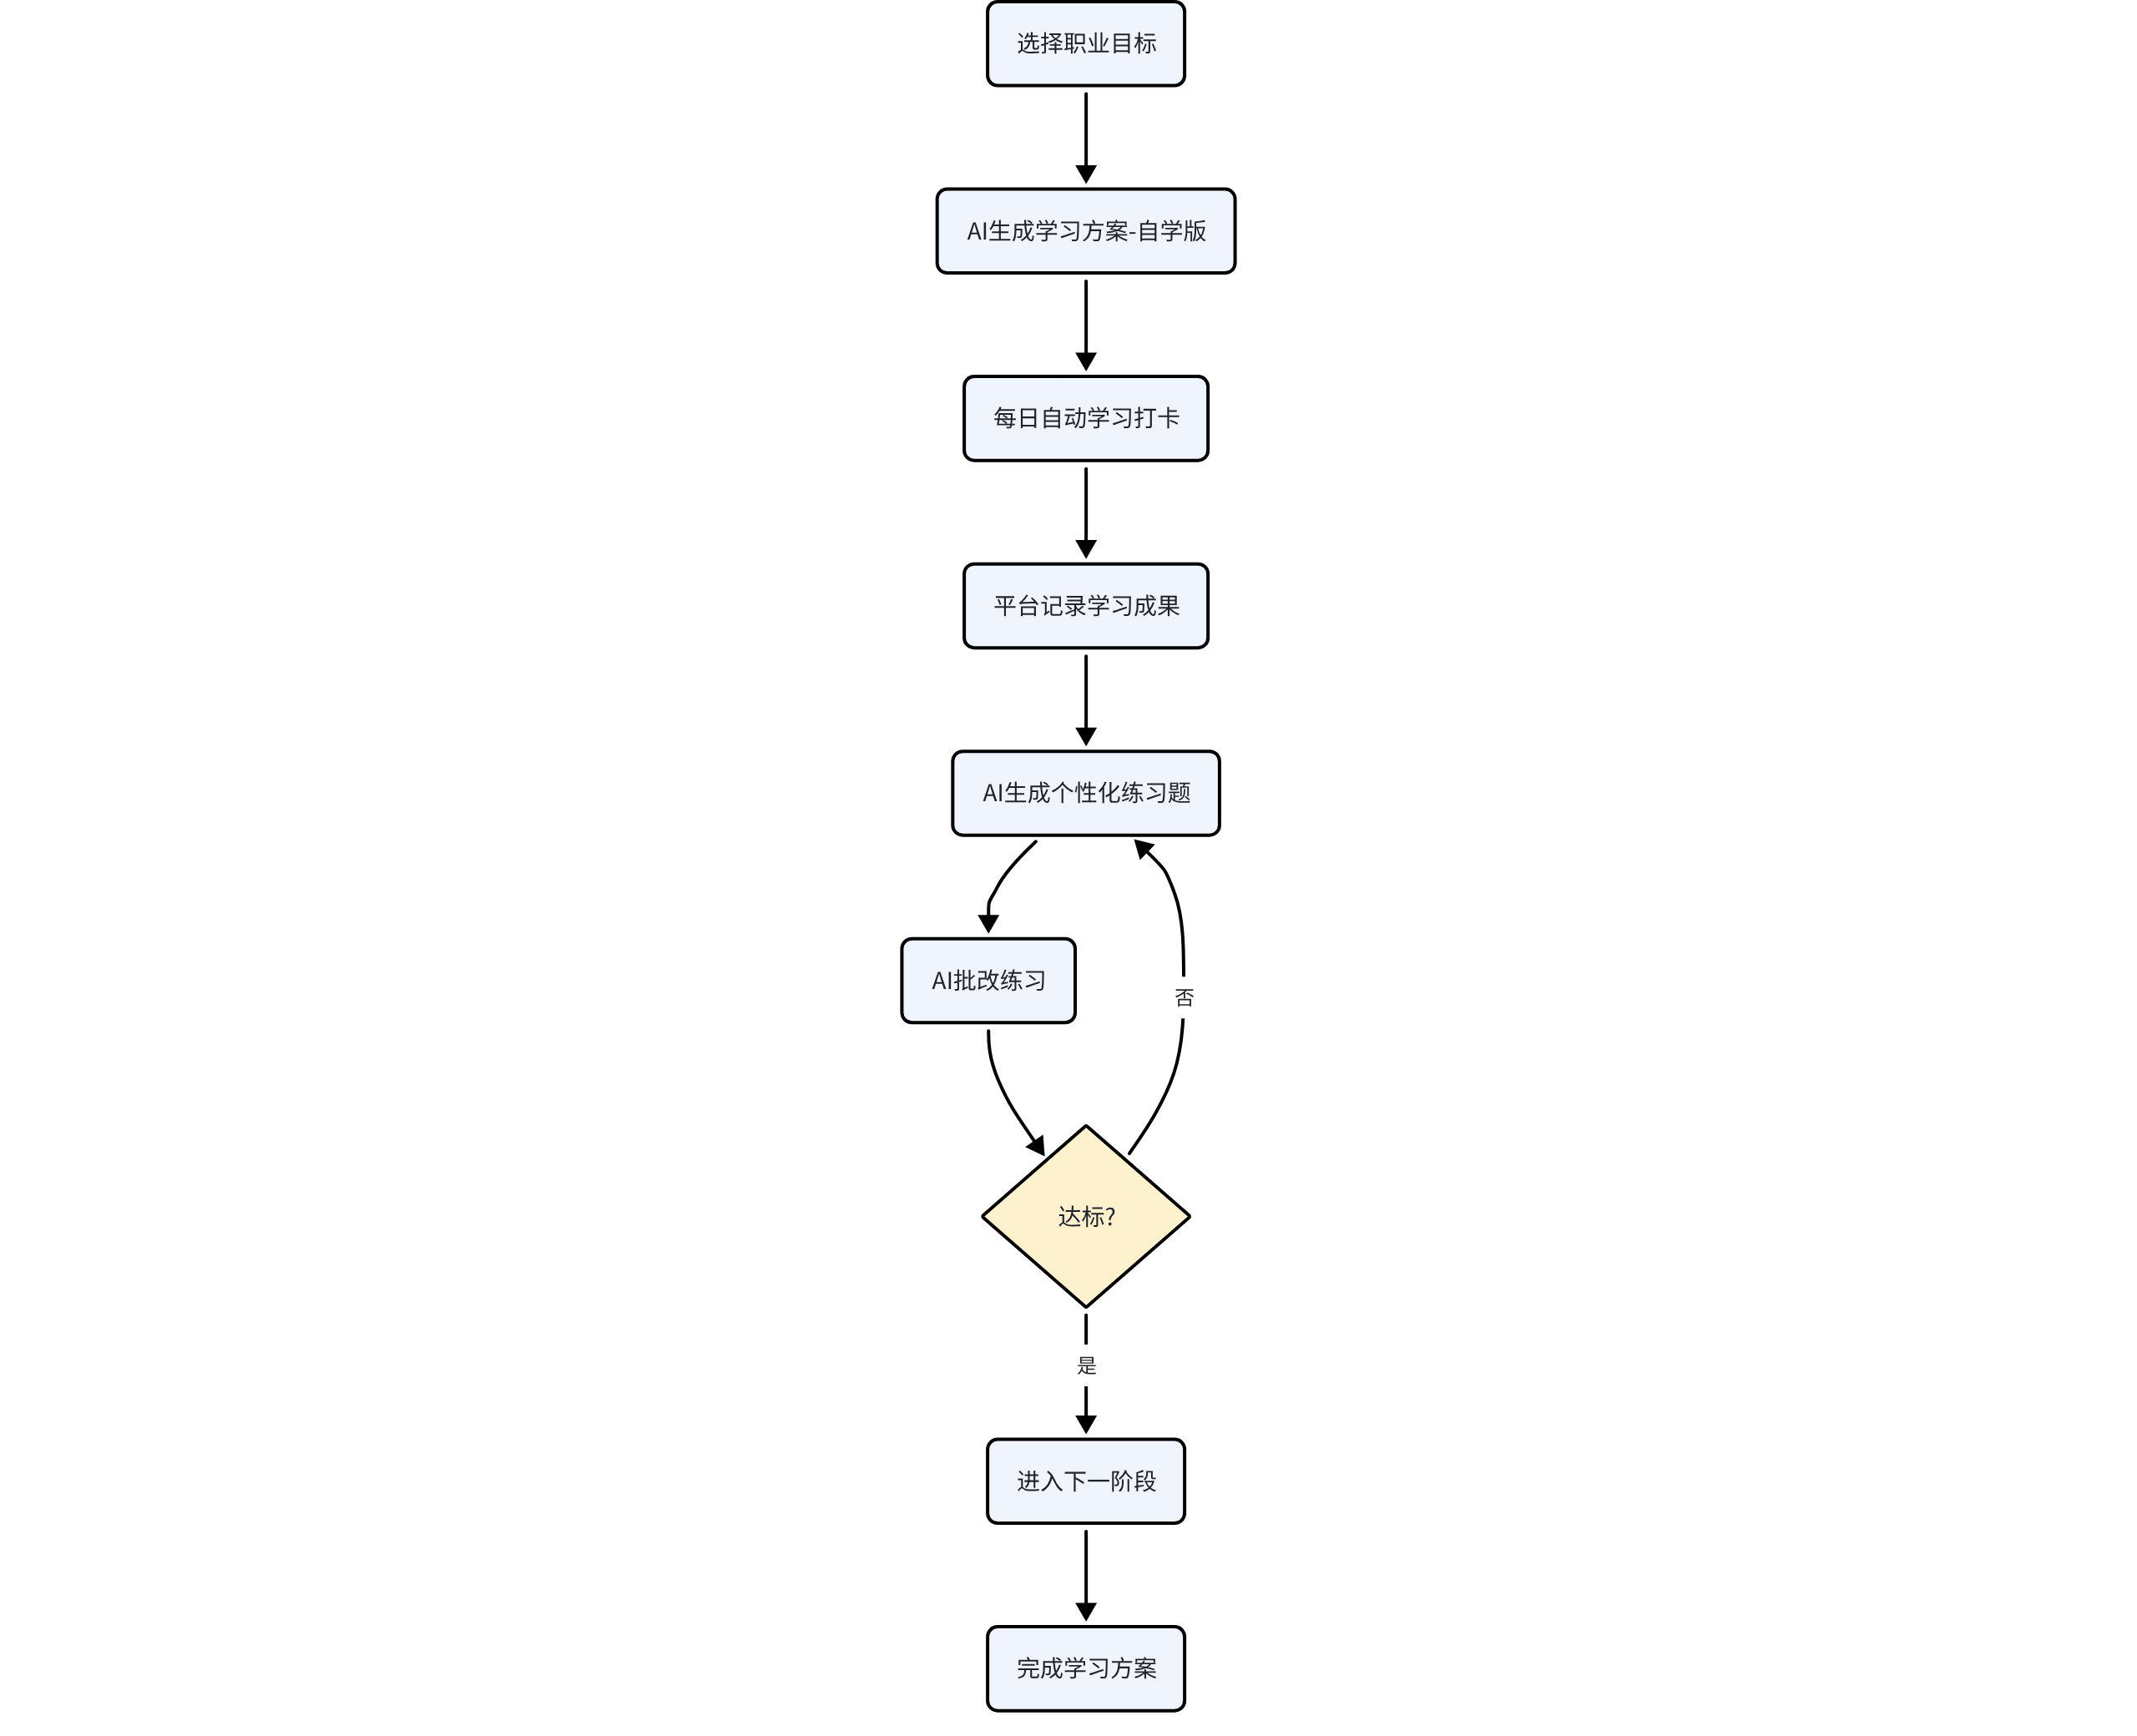 选择职业目标
AI生成学习方案-自学版
每日自动学习打卡
平台记录学习成果
AI生成个性化练习题
AI批改练习
否
达标?
是
进入下一阶段
完成学习方案